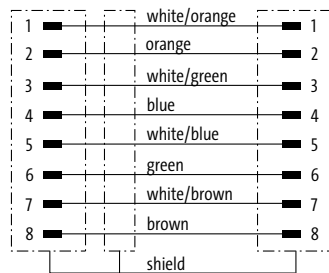 1 white/orange 1
2 orange 2
3 white/green 3
4 blue 4
5 white/blue 5
6 green 6
7 white/brown 7
8 brown 8
shield